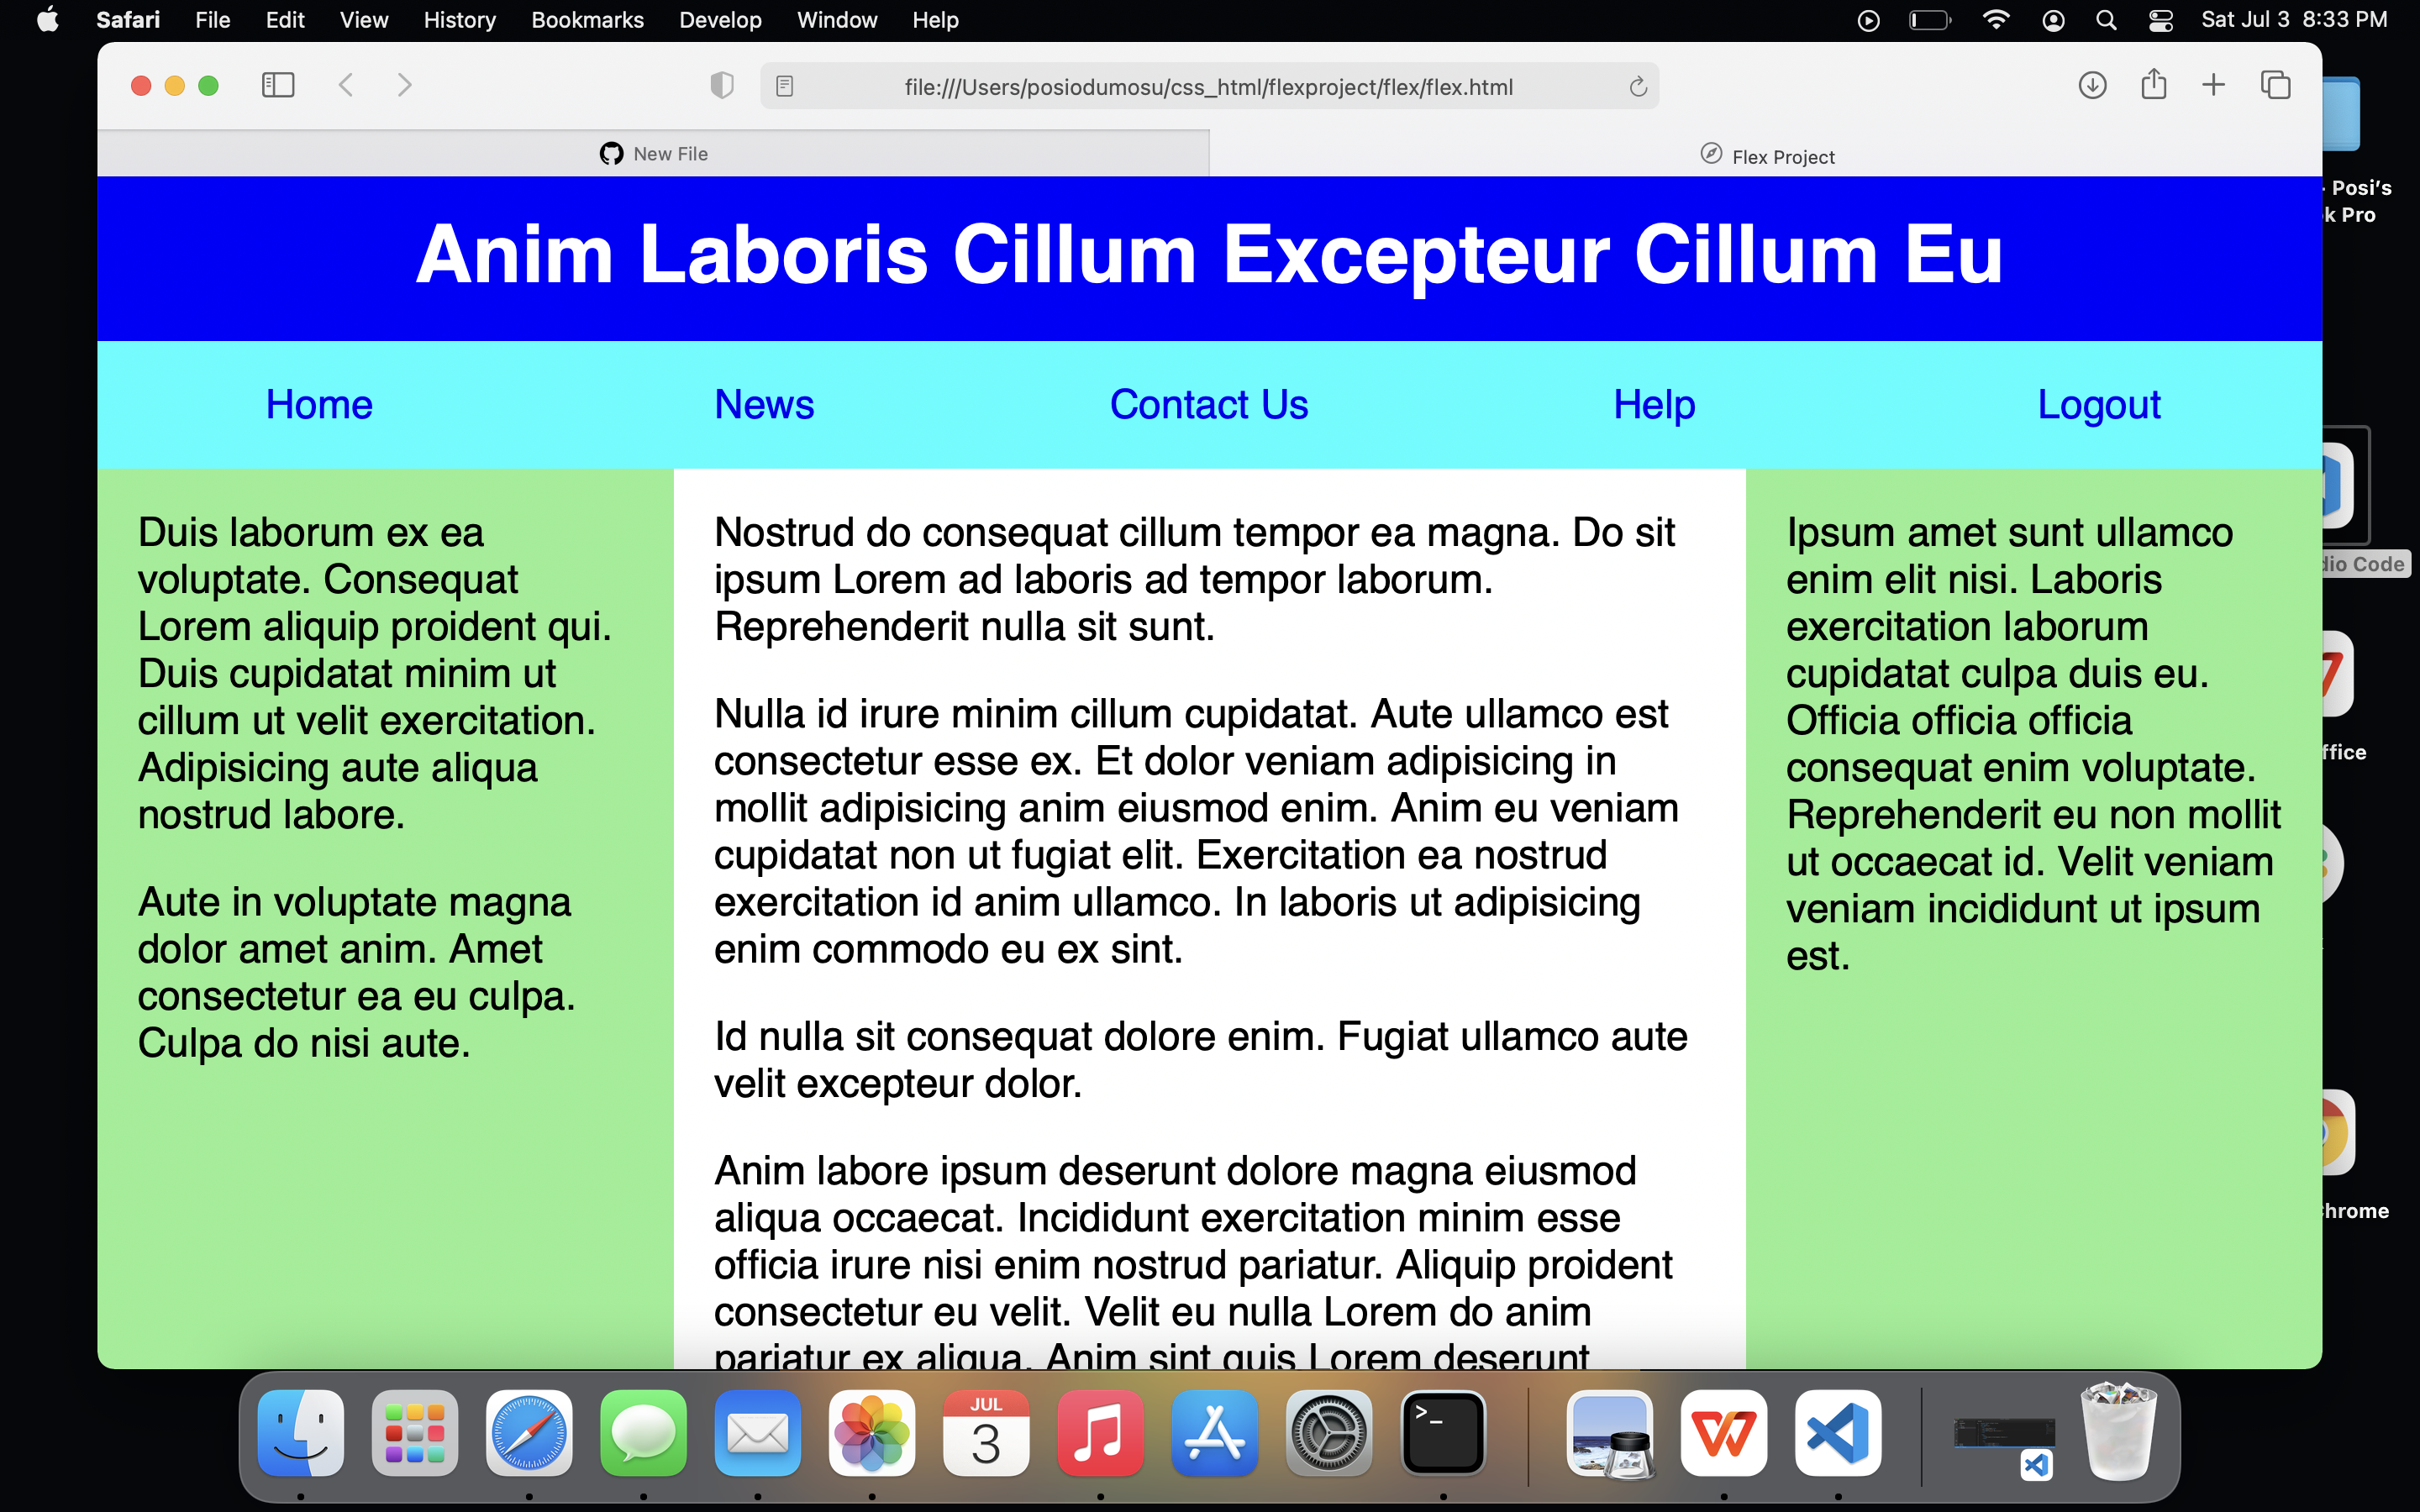 Safari File Edit View History Bookmarks Develop Window Help Sat Jul 3 8:33 PM
file:///Users/posiodumosu/css_html/flexproject/flex/flex.html
New File
Flex Project
Posi's
k Pro
Anim Laboris Cillum Excepteur Cillum Eu
Home News Contact Us Help Logout
Duis laborum ex ea
voluptate. Consequat
Lorem aliquip proident qui.
Duis cupidatat minim ut
cillum ut velit exercitation.
Adipisicing aute aliqua
nostrud labore.
Aute in voluptate magna
dolor amet anim. Amet
consectetur ea eu culpa.
Culpa do nisi aute.
Nostrud do consequat cillum tempor ea magna. Do sit
ipsum Lorem ad laboris ad tempor laborum.
Reprehenderit nulla sit sunt.
Nulla id irure minim cillum cupidatat. Aute ullamco est
consectetur esse ex. Et dolor veniam adipisicing in
mollit adipisicing anim eiusmod enim. Anim eu veniam
cupidatat non ut fugiat elit. Exercitation ea nostrud
exercitation id anim ullamco. In laboris ut adipisicing
enim commodo eu ex sint.
Id nulla sit consequat dolore enim. Fugiat ullamco aute
velit excepteur dolor.
Anim labore ipsum deserunt dolore magna eiusmod
aliqua occaecat. Incididunt exercitation minim esse
officia irure nisi enim nostrud pariatur. Aliquip proident
consectetur eu velit. Velit eu nulla Lorem do anim
pariatur ex aliqua. Anim sint quis Lorem deserunt
Ipsum amet sunt ullamco
enim elit nisi. Laboris
exercitation laborum
cupidatat culpa duis eu.
Officia officia officia
consequat enim voluptate.
Reprehenderit eu non mollit
ut occaecat id. Velit veniam
veniam incididunt ut ipsum
est.
dio Code
ffice
hrome
JUL
3